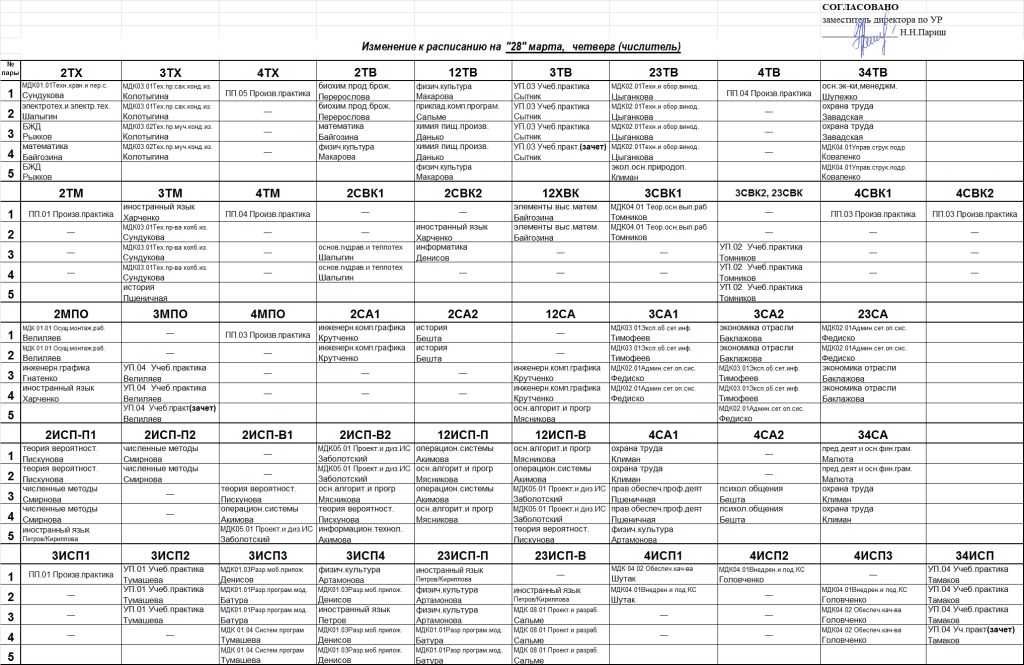 СОГЛАСОВАНО
заместитель директора по УР
Н.Н.Париш
Изменение к расписанию на "28" марта, четверге (числитель)
№ пары 2ТХ 3ТХ 4ТХ 2ТВ 12ТВ 3ТВ 23ТВ 4ТВ 34ТВ
1 МДК01.01Техн.хран.и пер.с. МДК03.01Тех.пр.сах.конд.из. ПП.05 Произв.практика биохим.прод.брож. физич.культура УП.03 Учеб.практика МДК02.01Техн.и обор.винод. ПП.04 Произв.практика осн.эк-ки,менеджм.
Сундукова Колотыгина Перерослова Макарова Сытник Цыганкова Шулежко
2 электротех.и электр.тех. МДК03.01Тех.пр.сах.конд.из. — биохим.прод.брож. приклад.комп.програм. УП.03 Учеб.практика МДК02.01Техн.и обор.винод. — охрана труда
Шалыгин Колотыгина Перерослова Сальме Сытник Цыганкова Завадская
3 БЖД МДК03.02Тех.пр.муч.конд.из. — математика химия пищ.произв. УП.03 Учеб.практика МДК02.01Техн.и обор.винод. — охрана труда
Рыжков Колотыгина Байгозина Данько Сытник Цыганкова Завадская
4 математика МДК03.02Тех.пр.муч.конд.из. — физич.культура химия пищ.произв. УП.03 Учеб.практ.(зачет) МДК02.01Техн.и обор.винод. — МДК04.01Управ.струк.подр.
Байгозина Колотыгина Макарова Данько Сытник Цыганкова Коваленко
5 БЖД физич.культура экол.осн.природоп. МДК04.01Управ.струк.подр.
Рыжков Макарова Климан Коваленко
2ТМ 3ТМ 4ТМ 2СВК1 2СВК2 12ХВК 3СВК1 3СВК2, 23СВК 4СВК1 4СВК2
1 ПП.01 Произв.практика иностранный язык ПП.04 Произв.практика — — элементы выс.матем. МДК04.01 Теор.осн.вып.раб — ПП.03 Произв.практика ПП.03 Произв.практика
Харченко Байгозина Томников
2 — МДК03.01Тех.пр-ва колб.из. — — иностранный язык элементы выс.матем. МДК04.01 Теор.осн.вып.раб — — —
Сундукова Харченко Байгозина Томников
3 — МДК03.01Тех.пр-ва колб.из. — основ.гидрав.и теплотех информатика — — УП.02 Учеб.практика — —
Сундукова Шалыгин Денисов Томников
4 — МДК03.01Тех.пр-ва колб.из. — основ.гидрав.и теплотех — — — УП.02 Учеб.практика — —
Сундукова Шалыгин Томников
5 история УП.02 Учеб.практика
Пшеничная Томников
2МПО 3МПО 4МПО 2СА1 2СА2 12СА 3СА1 3СА2 23СА
1 МДК 01.01 Осущ.монтаж.раб. — ПП.03 Произв.практика инженерн.комп.графика история — МДК03.01Эксп.об.сет.инф. экономика отрасли МДК02.01Админ.сет.оп.сис.
Велиляев Крутченко Бешта Тимофеев Баклажова Федиско
2 МДК 01.01 Осущ.монтаж.раб. — — инженерн.комп.графика история — МДК03.01Эксп.об.сет.инф. экономика отрасли МДК02.01Админ.сет.оп.сис.
Велиляев Крутченко Бешта Тимофеев Баклажова Федиско
3 инженерн.графика УП.04 Учеб.практика — — — инженерн.комп.графика МДК02.01Админ.сет.оп.сис. МДК03.01Эксп.об.сет.инф. экономика отрасли
Гнатенко Велиляев Крутченко Федиско Тимофеев Баклажова
4 иностранный язык УП.04 Учеб.практика — — — инженерн.комп.графика МДК02.01Админ.сет.оп.сис. МДК03.01Эксп.об.сет.инф. экономика отрасли
Харченко Велиляев Крутченко Федиско Тимофеев Баклажова
5 УП.04 Учеб.практ(зачет) осн.алгорит.и прогр МДК02.01Админ.сет.оп.сис.
Велиляев Мясникова Федиско
2ИСП-П1 2ИСП-П2 2ИСП-В1 2ИСП-В2 12ИСП-П 12ИСП-В 4СА1 4СА2 34СА
1 теория вероятност. численные методы — МДК05.01 Проект.и диз.ИС операцион.системы осн.алгорит.и прогр охрана труда — пред.деят.и осн.фин.грам.
Пискунова Смирнова Заболотский Акимова Мясникова Климан Малюта
2 теория вероятност. численные методы — МДК05.01 Проект.и диз.ИС осн.алгорит.и прогр операцион.системы охрана труда — пред.деят.и осн.фин.грам.
Пискунова Смирнова Заболотский Мясникова Акимова Климан Малюта
3 численные методы — теория вероятност. осн.алгорит.и прогр операцион.системы МДК05.01 Проект.и диз.ИС прав.обеспеч.проф.деят психол.общения охрана труда
Смирнова Пискунова Мясникова Акимова Заболотский Пшеничная Бешта Климан
4 численные методы — операцион.системы теория вероятност. осн.алгорит.и прогр МДК05.01 Проект.и диз.ИС прав.обеспеч.проф.деят психол.общения охрана труда
Смирнова Акимова Пискунова Мясникова Заболотский Пшеничная Бешта Климан
5 иностранный язык МДК05.01 Проект.и диз.ИС информацион.технол. теория вероятност. физич.культура
Петров/Кириллова Заболотский Акимова Пискунова Артамонова
3ИСП1 3ИСП2 3ИСП3 3ИСП4 23ИСП-П 23ИСП-В 4ИСП1 4ИСП2 4ИСП3 34ИСП
1 ПП.01 Произв.практика УП.01 Учеб.практика МДК01.03Разр.моб.прилож. физич.культура иностранный язык — МДК 04.02 Обеспеч.кач-ва МДК04.01Внедрен.и под.КС — УП.04 Учеб.практика
Тумашева Денисов Артамонова Петров/Кириллова Шутак Головченко Тамаков
2 — УП.01 Учеб.практика МДК01.01Разр.програм.мод. МДК01.03Разр.моб.прилож. физич.культура иностранный язык МДК04.01Внедрен.и под.КС — МДК04.01Внедрен.и под.КС УП.04 Учеб.практика
Тумашева Батура Денисов Артамонова Петров/Кириллова Шутак Головченко Тамаков
3 — УП.01 Учеб.практика МДК01.01Разр.програм.мод. иностранный язык физич.культура МДК 08.01 Проект.и разраб. — — МДК04.02 Обеспеч.кач-ва УП.04 Учеб.практика
Тумашева Батура Петров Артамонова Сальме Головченко Тамаков
4 — — МДК 01.04 Систем.програм МДК01.03Разр.моб.прилож. МДК01.01Разр.програм.мод. МДК 08.01 Проект.и разраб. — — МДК04.02 Обеспеч.кач-ва УП.04 Уч.практ(зачет)
Тумашева Денисов Батура Сальме Головченко Тамаков
5 МДК 01.04 Систем.програм МДК01.03Разр.моб.прилож. МДК01.01Разр.програм.мод. МДК 08.01 Проект.и разраб.
Тумашева Денисов Батура Сальме